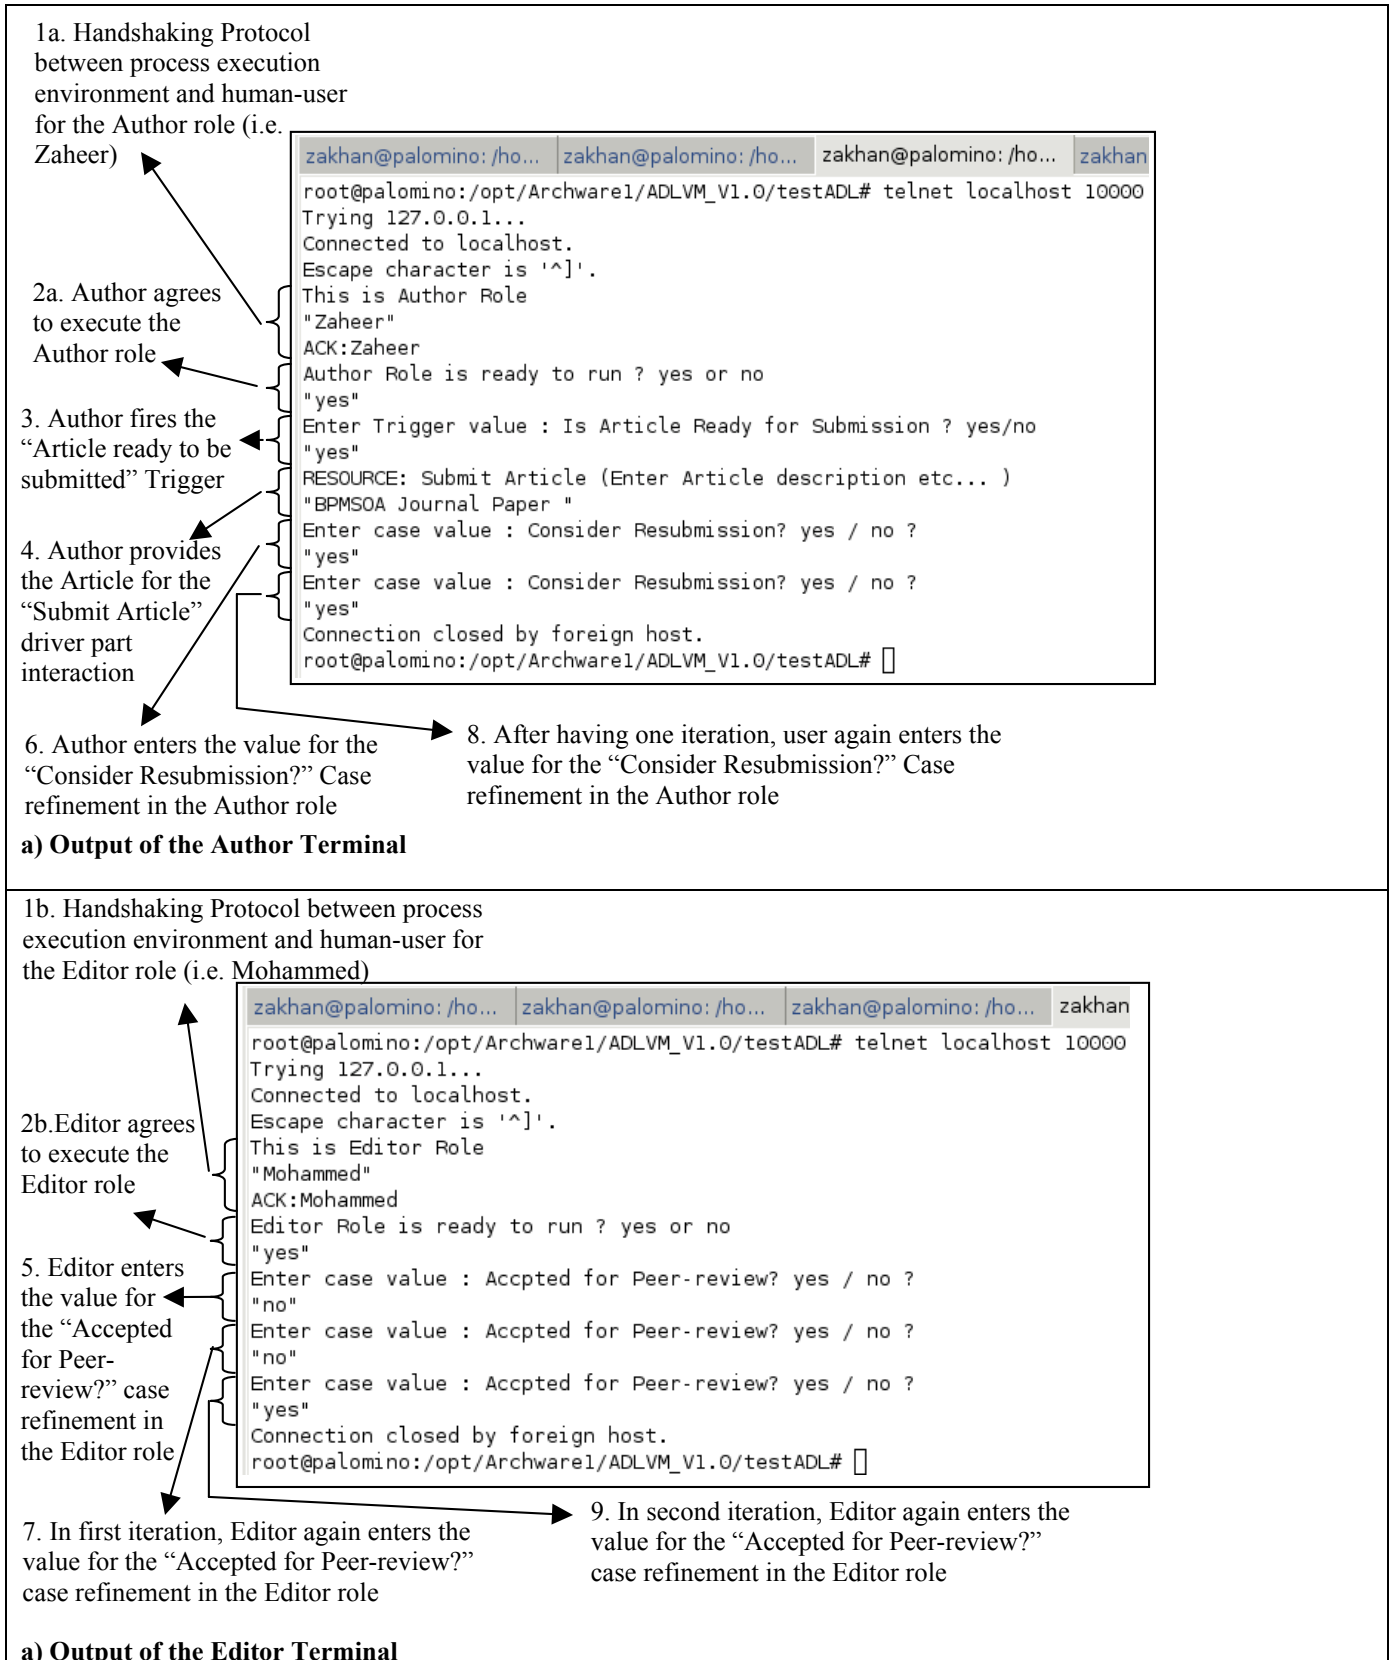 1a. Handshaking Protocol
between process execution
environment and human-user
for the Author role (i.e.
Zaheer)
zakhan@palomino: /ho... zakhan@palomino: /ho... zakhan@palomino: /ho... zakhan
root@palomino:/opt/Archware1/ADLVM_V1.0/testADL# telnet localhost 10000
Trying 127.0.0.1...
Connected to localhost.
Escape character is '^]'.
This is Author Role
"Zaheer"
ACK:Zaheer
Author Role is ready to run ? yes or no
"yes"
Enter Trigger value : Is Article Ready for Submission ? yes/no
"yes"
RESOURCE: Submit Article (Enter Article description etc... )
"BPMSOA Journal Paper "
Enter case value : Consider Resubmission? yes / no ?
"yes"
Enter case value : Consider Resubmission? yes / no ?
"yes"
Connection closed by foreign host.
root@palomino:/opt/Archware1/ADLVM_V1.0/testADL#
2a. Author agrees
to execute the
Author role
3. Author fires the
“Article ready to be
submitted” Trigger
4. Author provides
the Article for the
“Submit Article”
driver part
interaction
6. Author enters the value for the
“Consider Resubmission?” Case
refinement in the Author role
8. After having one iteration, user again enters the
value for the “Consider Resubmission?” Case
refinement in the Author role
a) Output of the Author Terminal
1b. Handshaking Protocol between process
execution environment and human-user for
the Editor role (i.e. Mohammed)
zakhan@palomino: /ho... zakhan@palomino: /ho... zakhan@palomino: /ho... zakhan
root@palomino:/opt/Archware1/ADLVM_V1.0/testADL# telnet localhost 10000
Trying 127.0.0.1...
Connected to localhost.
Escape character is '^]'.
This is Editor Role
"Mohammed"
ACK:Mohammed
Editor Role is ready to run ? yes or no
"yes"
Enter case value : Accpted for Peer-review? yes / no ?
"no"
Enter case value : Accpted for Peer-review? yes / no ?
"no"
Enter case value : Accpted for Peer-review? yes / no ?
"yes"
Connection closed by foreign host.
root@palomino:/opt/Archware1/ADLVM_V1.0/testADL#
2b.Editor agrees
to execute the
Editor role
5. Editor enters
the value for
the “Accepted
for Peer-
review?” case
refinement in
the Editor role
7. In first iteration, Editor again enters the
value for the “Accepted for Peer-review?”
case refinement in the Editor role
9. In second iteration, Editor again enters the
value for the “Accepted for Peer-review?”
case refinement in the Editor role
a) Output of the Editor Terminal